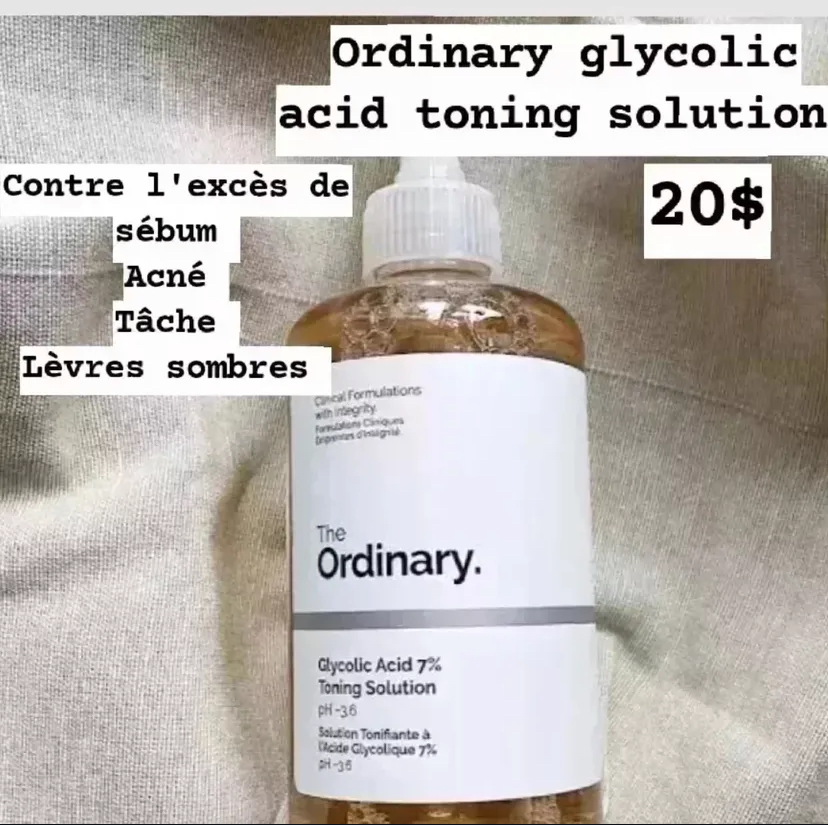 Ordinary glycolic
acid toning solution
20$
Contre l'excès de
sébum
Acné
Tâche
Lèvres sombres
Clinical Formulations
with Integrity.
Formulations Cliniques
The
Ordinary.
Glycolic Acid 7%
Toning Solution
pH ~3.6
Solution Tonifiante à
l'Acide Glycolique 7%
pH ~3.6